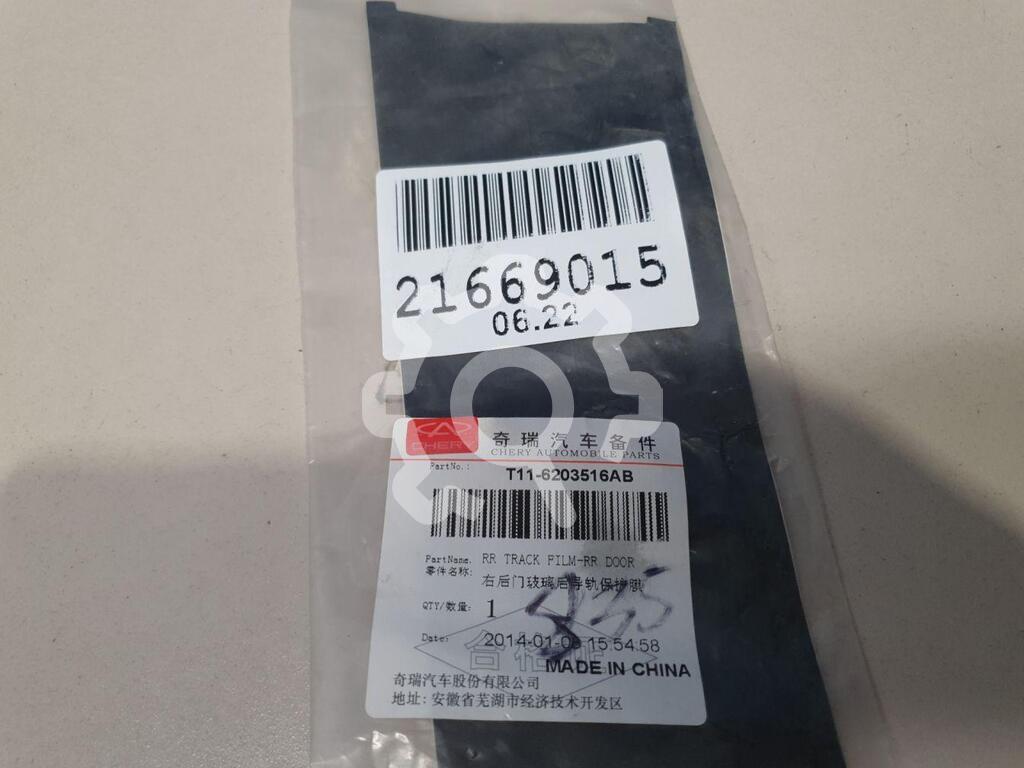 21669015
06.22
CHERY
奇瑞汽车备件
CHERY AUTOMOBILE PARTS
PartNo.: T11-6203516AB
PartName. RR TRACK FILM-RR DOOR
零件名称: 右后门玻璃后导轨保护膜
QTY/数量: 1
Date: 2014-01-06 15:54:58
合格
MADE IN CHINA
奇瑞汽车股份有限公司
地址: 安徽省芜湖市经济技术开发区